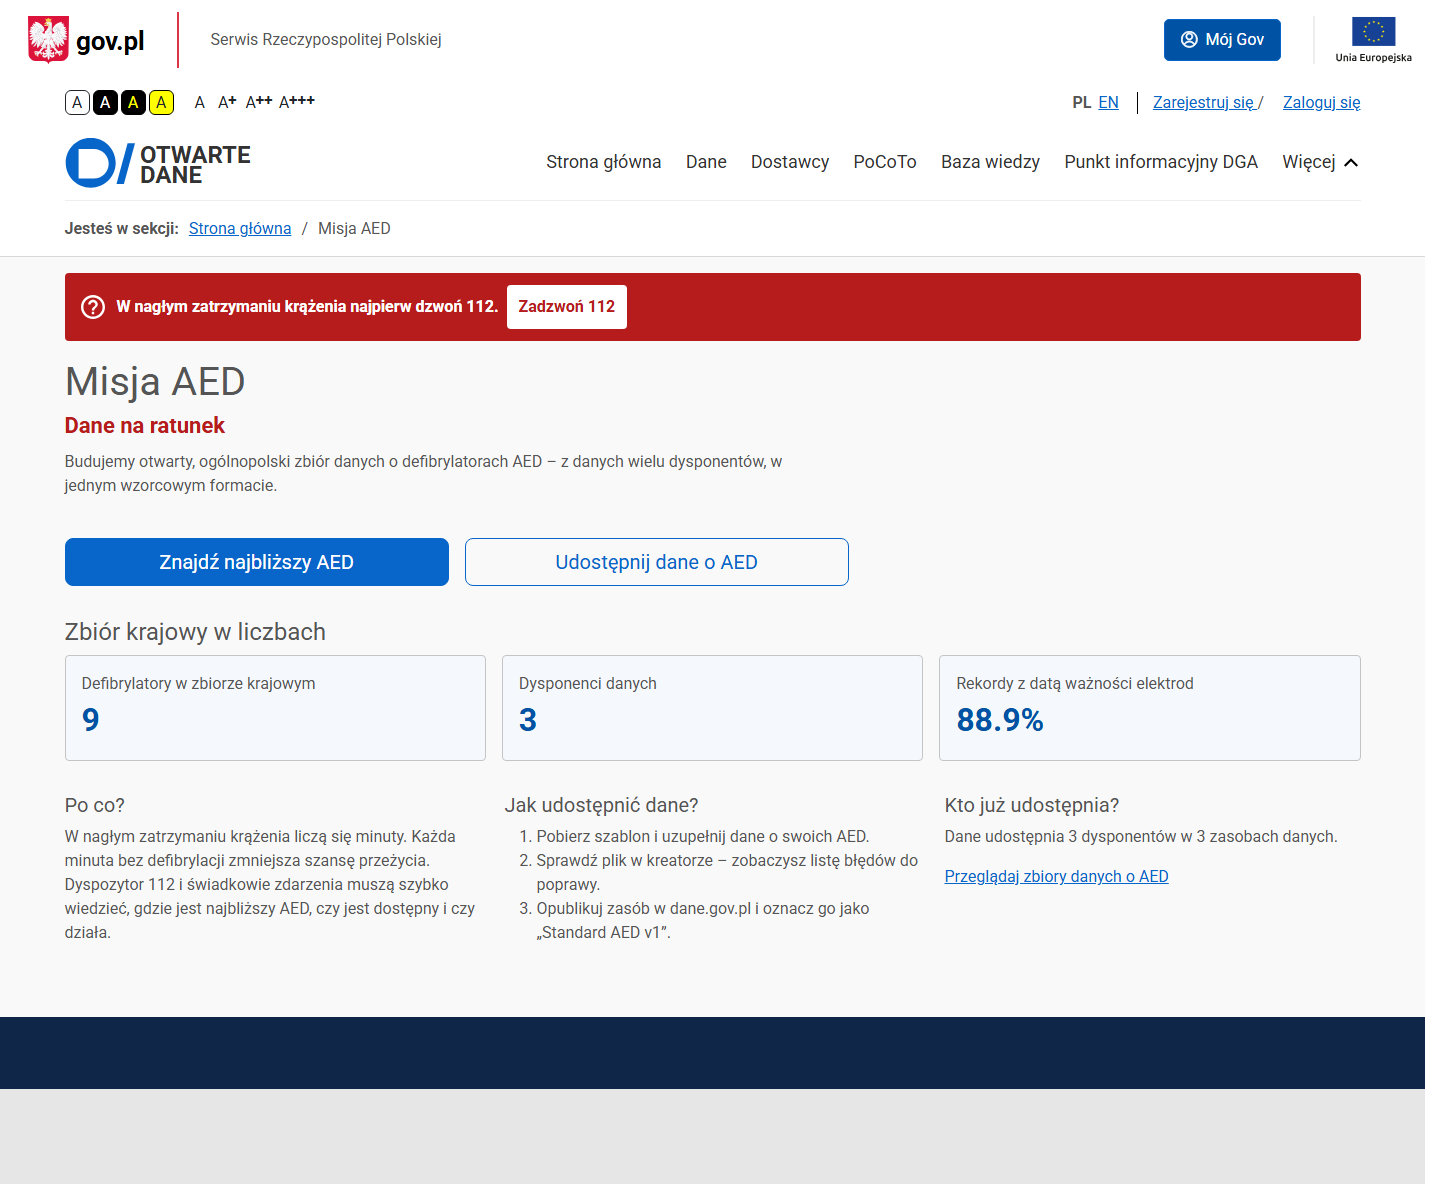 gov.pl
Serwis Rzeczypospolitej Polskiej
Mój Gov
Unia Europejska
A A A A A A+ A++ A+++
PL EN Zarejestruj się / Zaloguj się
OTWARTE
DANE
Strona główna Dane Dostawcy PoCoTo Baza wiedzy Punkt informacyjny DGA Więcej
Jesteś w sekcji: Strona główna / Misja AED
W nagłym zatrzymaniu krążenia najpierw dzwoń 112. Zadzwoń 112
Misja AED
Dane na ratunek
Budujemy otwarty, ogólnopolski zbiór danych o defibrylatorach AED – z danych wielu dysponentów, w
jednym wzorcowym formacie.
Znajdź najbliższy AED
Udostępnij dane o AED
Zbiór krajowy w liczbach
Defibrylatory w zbiorze krajowym
9
Dysponenci danych
3
Rekordy z datą ważności elektrod
88.9%
Po co?
W nagłym zatrzymaniu krążenia liczą się minuty. Każda
minuta bez defibrylacji zmniejsza szansę przeżycia.
Dyspozytor 112 i świadkowie zdarzenia muszą szybko
wiedzieć, gdzie jest najbliższy AED, czy jest dostępny i czy
działa.
Jak udostępnić dane?
1. Pobierz szablon i uzupełnij dane o swoich AED.
2. Sprawdź plik w kreatorze – zobaczysz listę błędów do
poprawy.
3. Opublikuj zasób w dane.gov.pl i oznacz go jako
„Standard AED v1”.
Kto już udostępnia?
Dane udostępnia 3 dysponentów w 3 zasobach danych.
Przeglądaj zbiory danych o AED